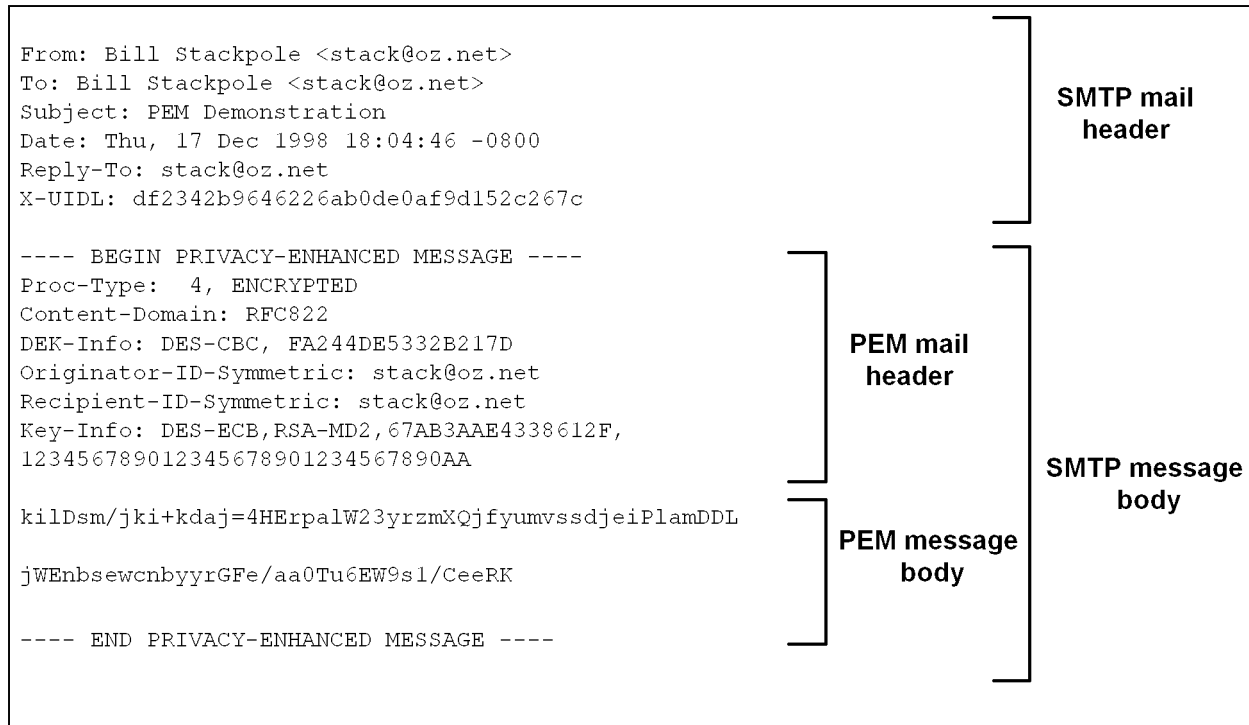 From: Bill Stackpole <stack@oz.net>
To: Bill Stackpole <stack@oz.net>
Subject: PEM Demonstration
Date: Thu, 17 Dec 1998 18:04:46 -0800
Reply-To: stack@oz.net
X-UIDL: df2342b9646226ab0de0af9d152c267c
SMTP mail
header
---- BEGIN PRIVACY-ENHANCED MESSAGE ----
Proc-Type:  4, ENCRYPTED
Content-Domain: RFC822
DEK-Info: DES-CBC, FA244DE5332B217D
Originator-ID-Symmetric: stack@oz.net
Recipient-ID-Symmetric: stack@oz.net
Key-Info: DES-ECB,RSA-MD2,67AB3AAE4338612F,
123456789012345678901234567890AA
PEM mail
header
kilDsm/jki+kdaj=4HErpalW23yrzmXQjfyumvssdjeiPlamDDL
jWEnbsewcnbyyrGFe/aa0Tu6EW9s1/CeeRK
---- END PRIVACY-ENHANCED MESSAGE ----
PEM message
body
SMTP message
body